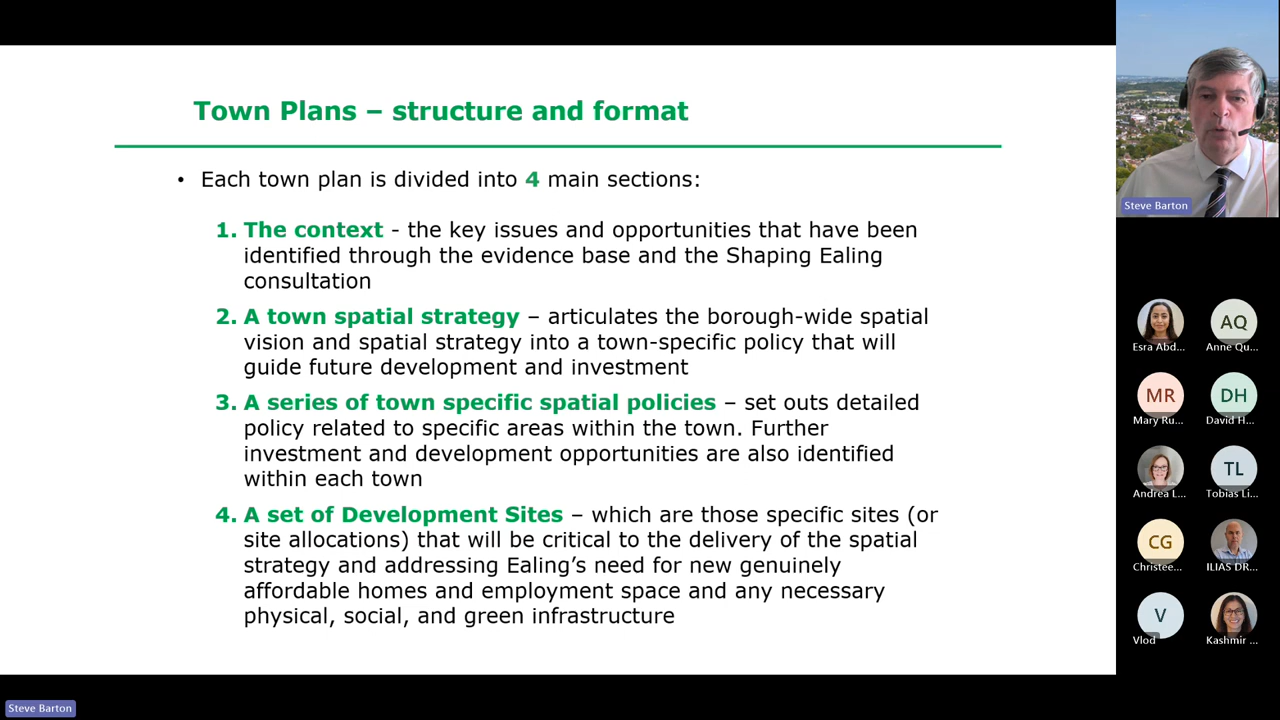 Town Plans – structure and format
• Each town plan is divided into 4 main sections:
1. The context - the key issues and opportunities that have been
identified through the evidence base and the Shaping Ealing
consultation
2. A town spatial strategy – articulates the borough-wide spatial
vision and spatial strategy into a town-specific policy that will
guide future development and investment
3. A series of town specific spatial policies – set outs detailed
policy related to specific areas within the town. Further
investment and development opportunities are also identified
within each town
4. A set of Development Sites – which are those specific sites (or
site allocations) that will be critical to the delivery of the spatial
strategy and addressing Ealing’s need for new genuinely
affordable homes and employment space and any necessary
physical, social, and green infrastructure
Steve Barton
Esra Abd...
AQ
Anne Qu...
MR
Mary Ru...
DH
David H...
Andrea L...
TL
Tobias Li...
CG
Christee...
ILIAS DR...
V
Vlod
Kashmir ...
Steve Barton